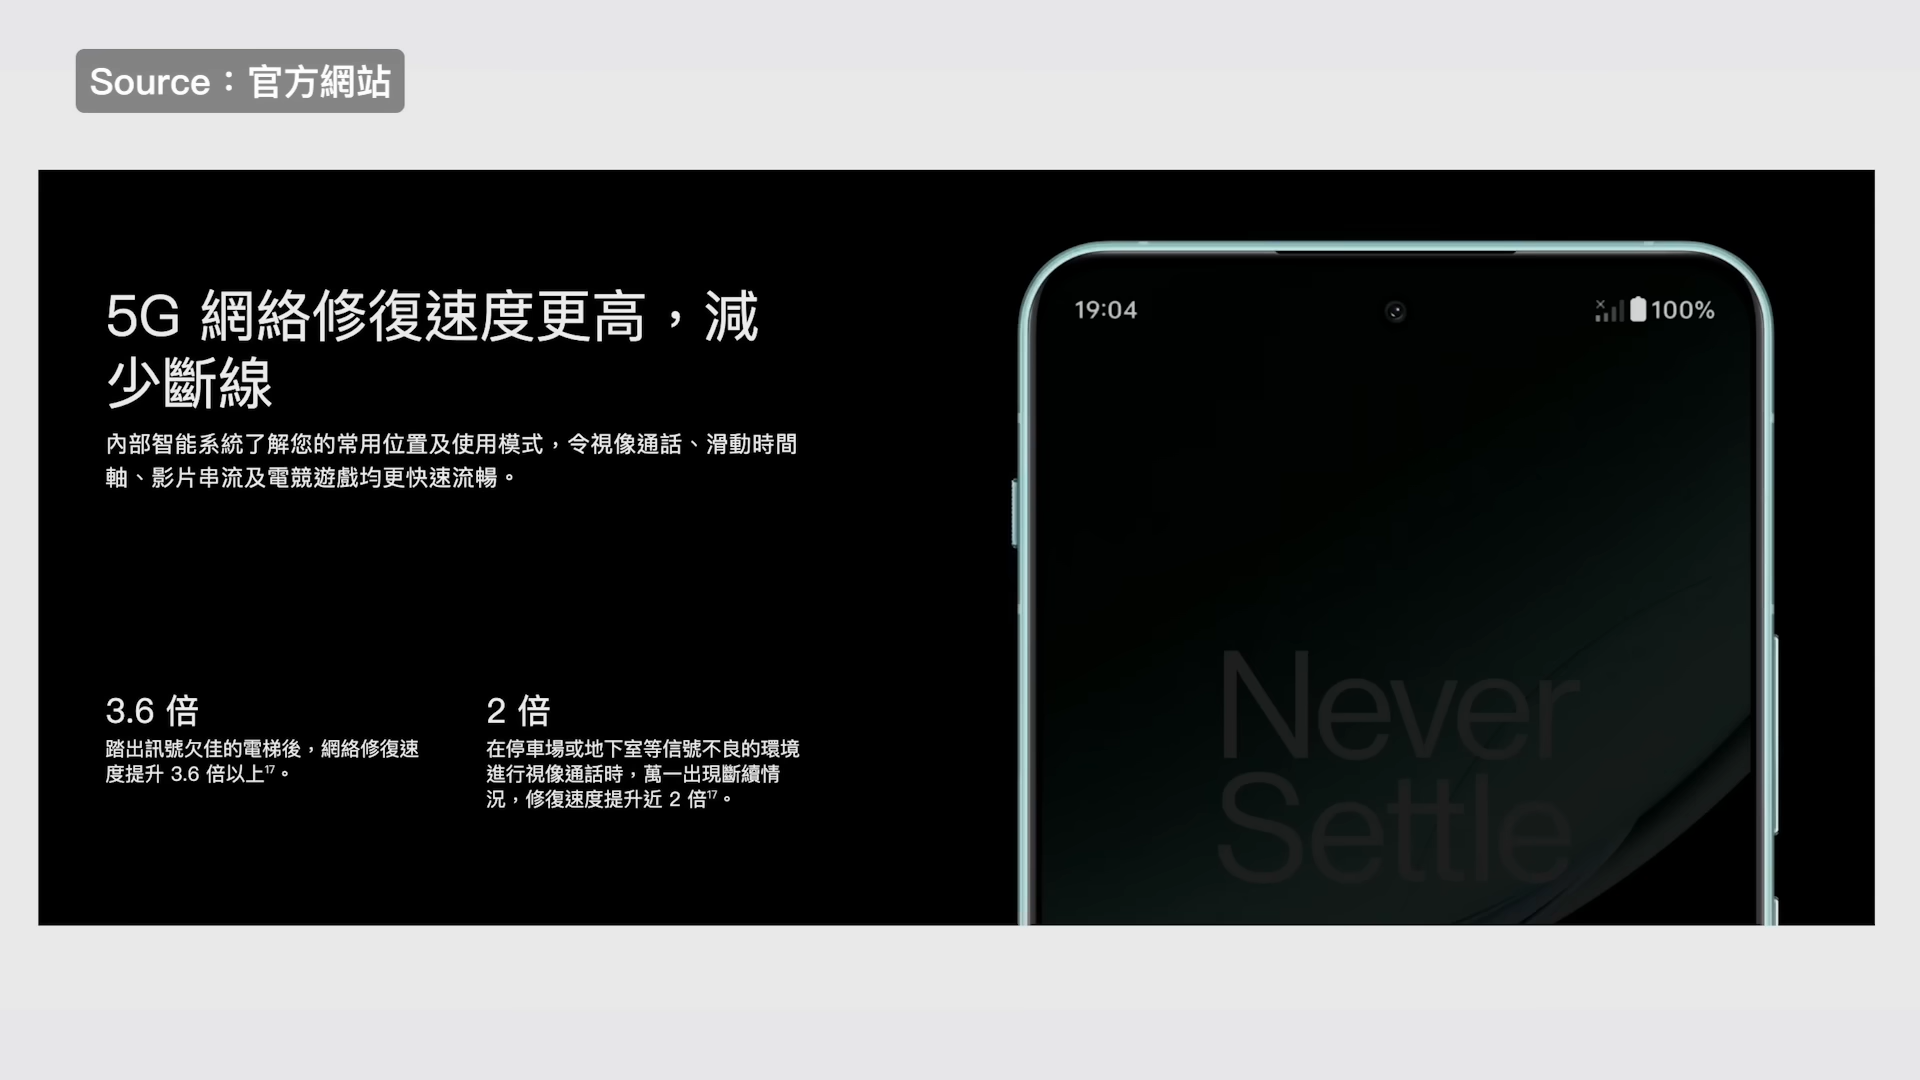 Source：官方網站
5G 網絡修復速度更高，減
少斷線
內部智能系統了解您的常用位置及使用模式，令視像通話、滑動時間
軸、影片串流及電競遊戲均更快速流暢。
3.6 倍
踏出訊號欠佳的電梯後，網絡修復速
度提升 3.6 倍以上¹⁷。
2 倍
在停車場或地下室等信號不良的環境
進行視像通話時，萬一出現斷續情
況，修復速度提升近 2 倍¹⁷。
19:04
100%
Never
Settle